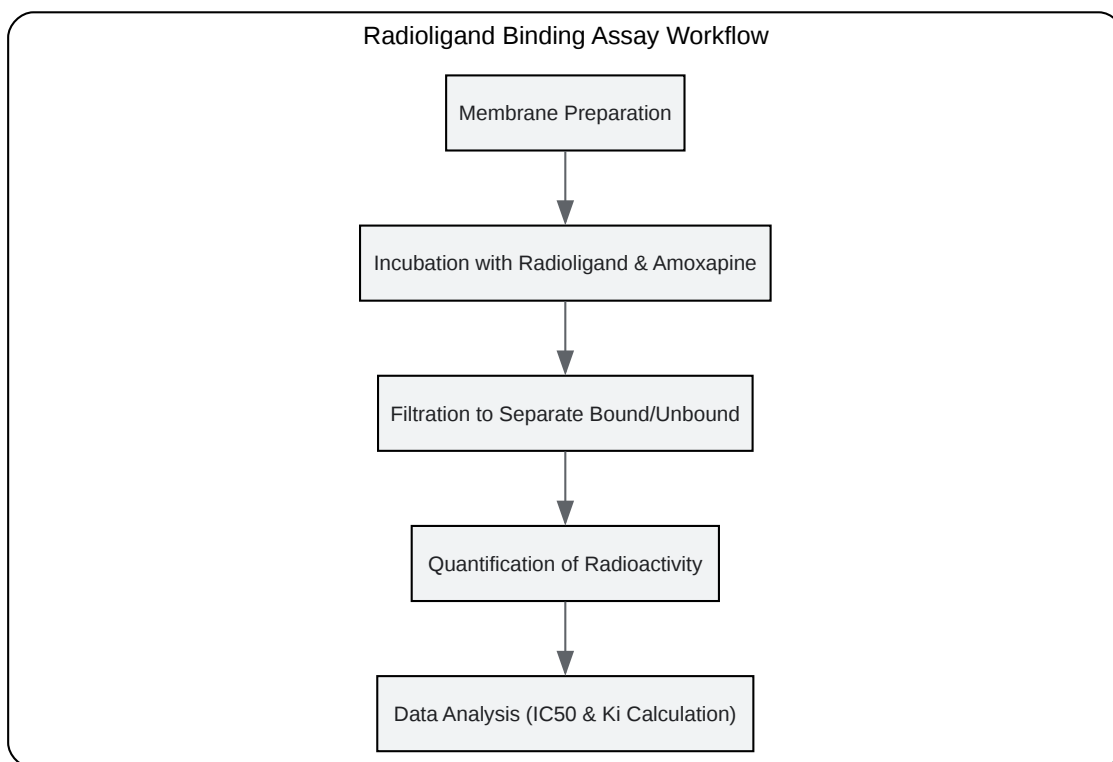 Radioligand Binding Assay Workflow
Membrane Preparation
Incubation with Radioligand & Amoxapine
Filtration to Separate Bound/Unbound
Quantification of Radioactivity
Data Analysis (IC50 & Ki Calculation)